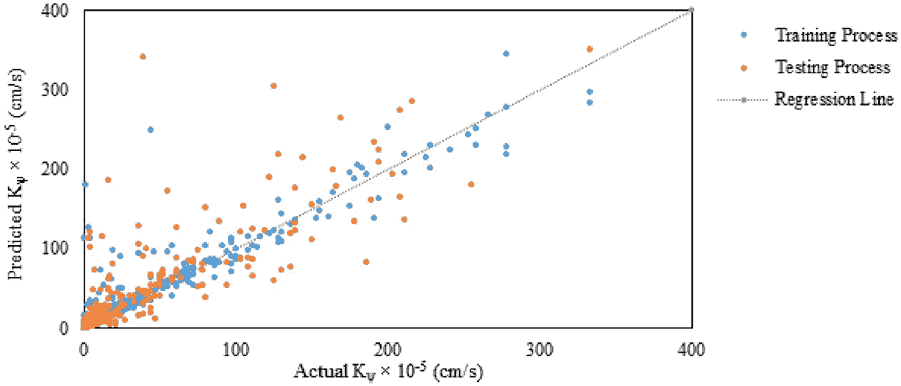 400
300
200
100
0
Predicted Kψ × 10-5 (cm/s)
0
100
200
300
400
Actual Kψ × 10-5 (cm/s)
Training Process
Testing Process
Regression Line